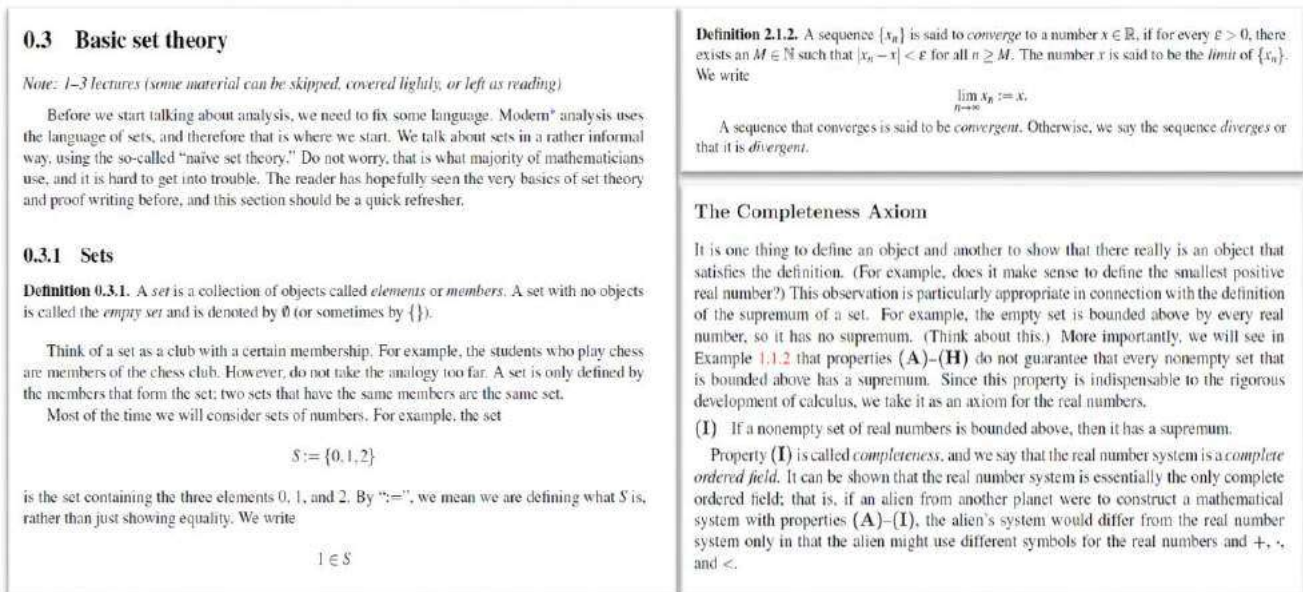 0.3 Basic set theory
Note: 1–3 lectures (some material can be skipped, covered lightly, or left as reading)
Before we start talking about analysis, we need to fix some language. Modern* analysis uses
the language of sets, and therefore that is where we start. We talk about sets in a rather informal
way, using the so-called “naïve set theory.” Do not worry, that is what majority of mathematicians
use, and it is hard to get into trouble. The reader has hopefully seen the very basics of set theory
and proof writing before, and this section should be a quick refresher.
0.3.1 Sets
Definition 0.3.1. A set is a collection of objects called elements or members. A set with no objects
is called the empty set and is denoted by ∅ (or sometimes by {}).
Think of a set as a club with a certain membership. For example, the students who play chess
are members of the chess club. However, do not take the analogy too far. A set is only defined by
the members that form the set; two sets that have the same members are the same set.
Most of the time we will consider sets of numbers. For example, the set
S := {0, 1, 2}
is the set containing the three elements 0, 1, and 2. By “:=”, we mean we are defining what S is,
rather than just showing equality. We write
1 ∈ S
Definition 2.1.2. A sequence {xₙ} is said to converge to a number x ∈ ℝ, if for every ε > 0, there
exists an M ∈ ℕ such that |xₙ − x| < ε for all n ≥ M. The number x is said to be the limit of {xₙ}.
We write
lim xₙ := x.
n→∞
A sequence that converges is said to be convergent. Otherwise, we say the sequence diverges or
that it is divergent.
The Completeness Axiom
It is one thing to define an object and another to show that there really is an object that
satisfies the definition. (For example, does it make sense to define the smallest positive
real number?) This observation is particularly appropriate in connection with the definition
of the supremum of a set. For example, the empty set is bounded above by every real
number, so it has no supremum. (Think about this.) More importantly, we will see in
Example 1.1.2 that properties (A)–(H) do not guarantee that every nonempty set that
is bounded above has a supremum. Since this property is indispensable to the rigorous
development of calculus, we take it as an axiom for the real numbers.
(I) If a nonempty set of real numbers is bounded above, then it has a supremum.
Property (I) is called completeness, and we say that the real number system is a complete
ordered field. It can be shown that the real number system is essentially the only complete
ordered field; that is, if an alien from another planet were to construct a mathematical
system with properties (A)–(I), the alien’s system would differ from the real number
system only in that the alien might use different symbols for the real numbers and +, ·,
and <.